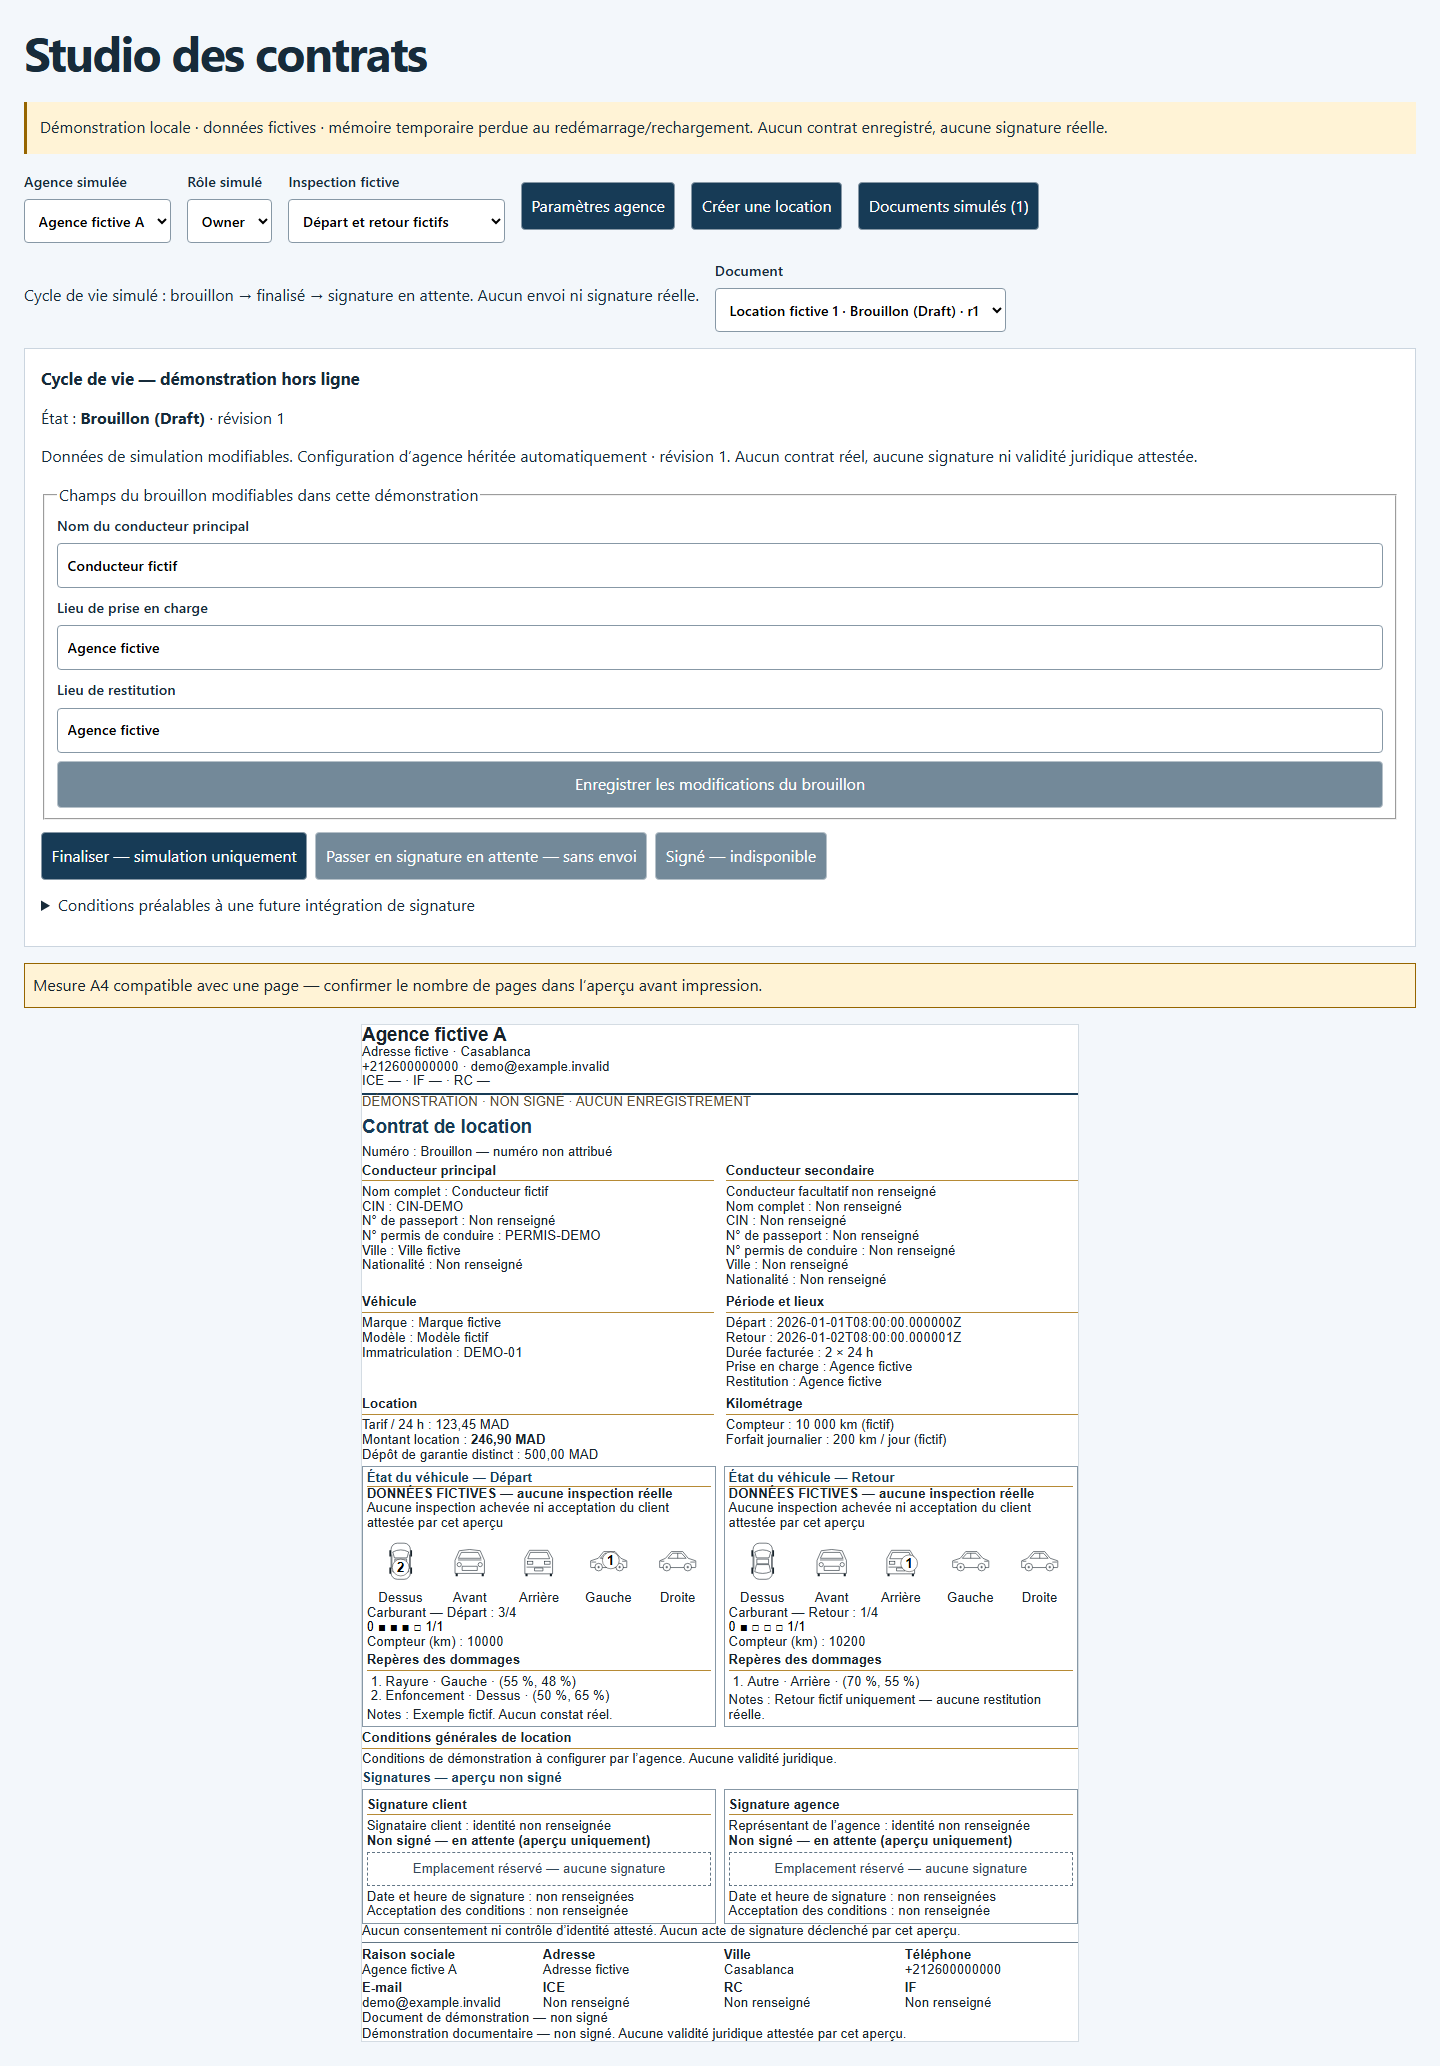 Studio des contrats
Démonstration locale · données fictives · mémoire temporaire perdue au redémarrage/rechargement. Aucun contrat enregistré, aucune signature réelle.
Agence simulée
Rôle simulé
Inspection fictive
Agence fictive A
Owner
Départ et retour fictifs
Paramètres agence
Créer une location
Documents simulés (1)
Cycle de vie simulé : brouillon → finalisé → signature en attente. Aucun envoi ni signature réelle.
Document
Location fictive 1 · Brouillon (Draft) · r1
Cycle de vie — démonstration hors ligne
État : Brouillon (Draft) · révision 1
Données de simulation modifiables. Configuration d’agence héritée automatiquement · révision 1. Aucun contrat réel, aucune signature ni validité juridique attestée.
Champs du brouillon modifiables dans cette démonstration
Nom du conducteur principal
Conducteur fictif
Lieu de prise en charge
Agence fictive
Lieu de restitution
Agence fictive
Enregistrer les modifications du brouillon
Finaliser — simulation uniquement
Passer en signature en attente — sans envoi
Signé — indisponible
Conditions préalables à une future intégration de signature
Mesure A4 compatible avec une page — confirmer le nombre de pages dans l’aperçu avant impression.
Agence fictive A
Adresse fictive · Casablanca
+212600000000 · demo@example.invalid
ICE — · IF — · RC —
DÉMONSTRATION · NON SIGNÉ · AUCUN ENREGISTREMENT
Contrat de location
Numéro : Brouillon — numéro non attribué
Conducteur principal
Nom complet : Conducteur fictif
CIN : CIN-DEMO
N° de passeport : Non renseigné
N° permis de conduire : PERMIS-DEMO
Ville : Ville fictive
Nationalité : Non renseigné
Conducteur secondaire
Conducteur facultatif non renseigné
Nom complet : Non renseigné
CIN : Non renseigné
N° de passeport : Non renseigné
N° permis de conduire : Non renseigné
Ville : Non renseigné
Nationalité : Non renseigné
Véhicule
Marque : Marque fictive
Modèle : Modèle fictif
Immatriculation : DEMO-01
Période et lieux
Départ : 2026-01-01T08:00:00.000000Z
Retour : 2026-01-02T08:00:00.000001Z
Durée facturée : 2 × 24 h
Prise en charge : Agence fictive
Restitution : Agence fictive
Location
Tarif / 24 h : 123,45 MAD
Montant location : 246,90 MAD
Dépôt de garantie distinct : 500,00 MAD
Kilométrage
Compteur : 10 000 km (fictif)
Forfait journalier : 200 km / jour (fictif)
État du véhicule — Départ
DONNÉES FICTIVES — aucune inspection réelle
Aucune inspection achevée ni acceptation du client
attestée par cet aperçu
2
1
Dessus Avant Arrière Gauche Droite
Carburant — Départ : 3/4
0 ■ ■ ■ □ 1/1
Compteur (km) : 10000
Repères des dommages
1. Rayure · Gauche · (55 %, 48 %)
2. Enfoncement · Dessus · (50 %, 65 %)
Notes : Exemple fictif. Aucun constat réel.
État du véhicule — Retour
DONNÉES FICTIVES — aucune inspection réelle
Aucune inspection achevée ni acceptation du client
attestée par cet aperçu
1
Dessus Avant Arrière Gauche Droite
Carburant — Retour : 1/4
0 ■ □ □ □ 1/1
Compteur (km) : 10200
Repères des dommages
1. Autre · Arrière · (70 %, 55 %)
Notes : Retour fictif uniquement — aucune restitution
réelle.
Conditions générales de location
Conditions de démonstration à configurer par l’agence. Aucune validité juridique.
Signatures — aperçu non signé
Signature client
Signataire client : identité non renseignée
Non signé — en attente (aperçu uniquement)
Emplacement réservé — aucune signature
Date et heure de signature : non renseignées
Acceptation des conditions : non renseignée
Signature agence
Représentant de l’agence : identité non renseignée
Non signé — en attente (aperçu uniquement)
Emplacement réservé — aucune signature
Date et heure de signature : non renseignées
Acceptation des conditions : non renseignée
Aucun consentement ni contrôle d’identité attesté. Aucun acte de signature déclenché par cet aperçu.
Raison sociale Adresse Ville Téléphone
Agence fictive A Adresse fictive Casablanca +212600000000
E-mail ICE RC IF
demo@example.invalid Non renseigné Non renseigné Non renseigné
Document de démonstration — non signé
Démonstration documentaire — non signé. Aucune validité juridique attestée par cet aperçu.